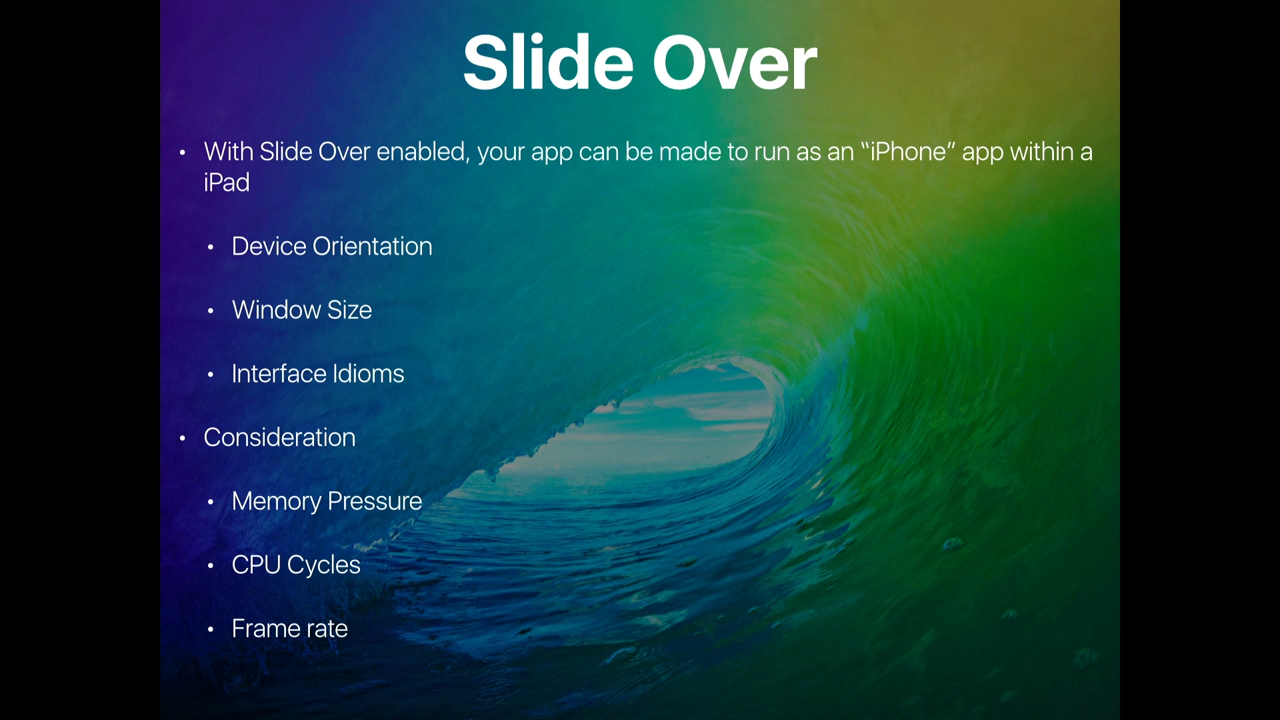 Slide Over
• With Slide Over enabled, your app can be made to run as an “iPhone” app within a
iPad
• Device Orientation
• Window Size
• Interface Idioms
• Consideration
• Memory Pressure
• CPU Cycles
• Frame rate